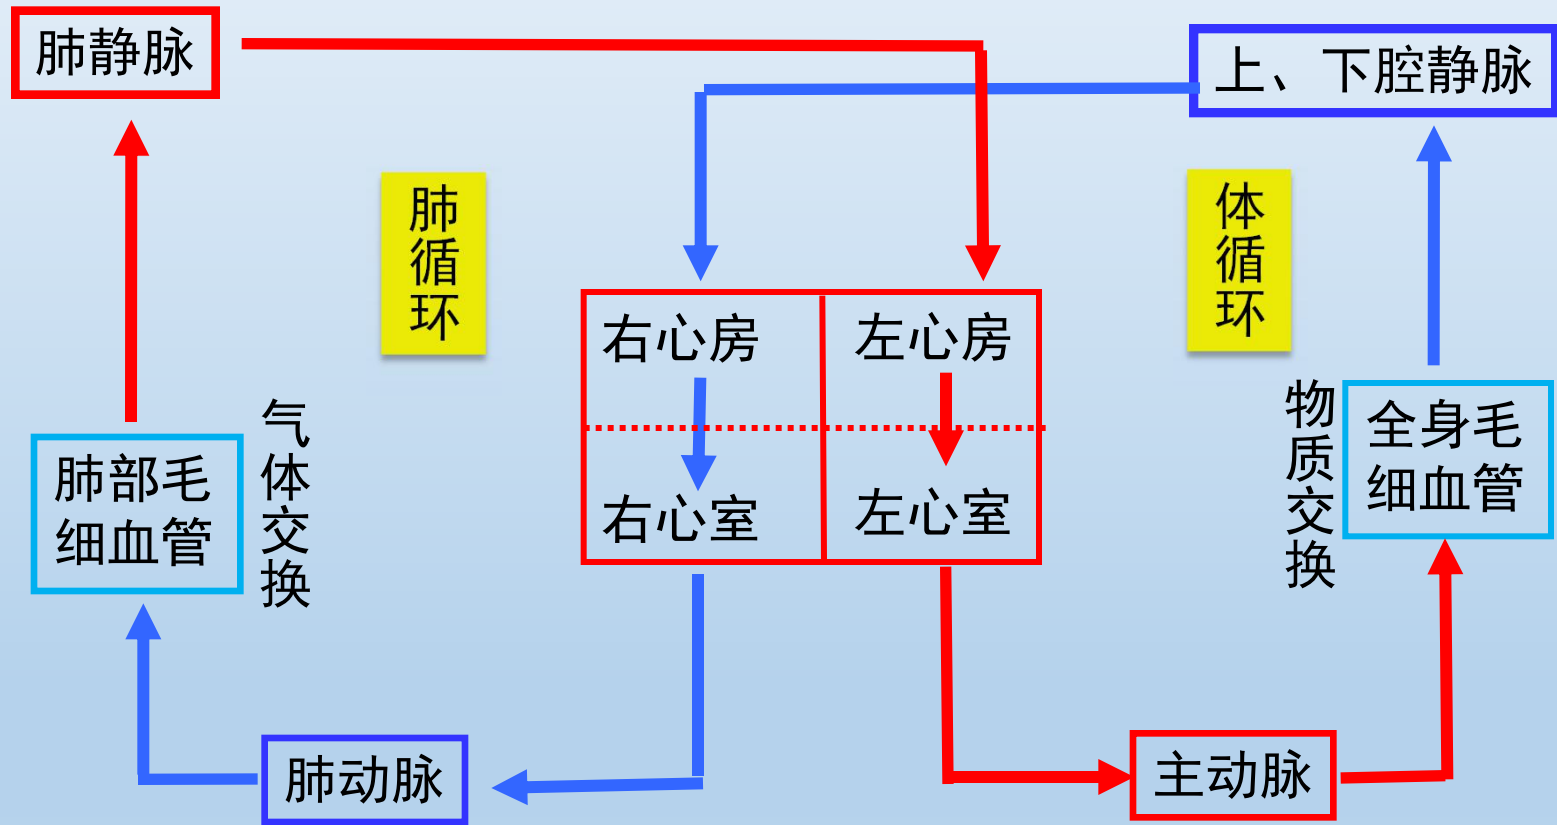 肺静脉
上、下腔静脉
肺循环
体循环
右心房
左心房
气体交换
物质交换
肺部毛
细血管
全身毛
细血管
右心室
左心室
肺动脉
主动脉